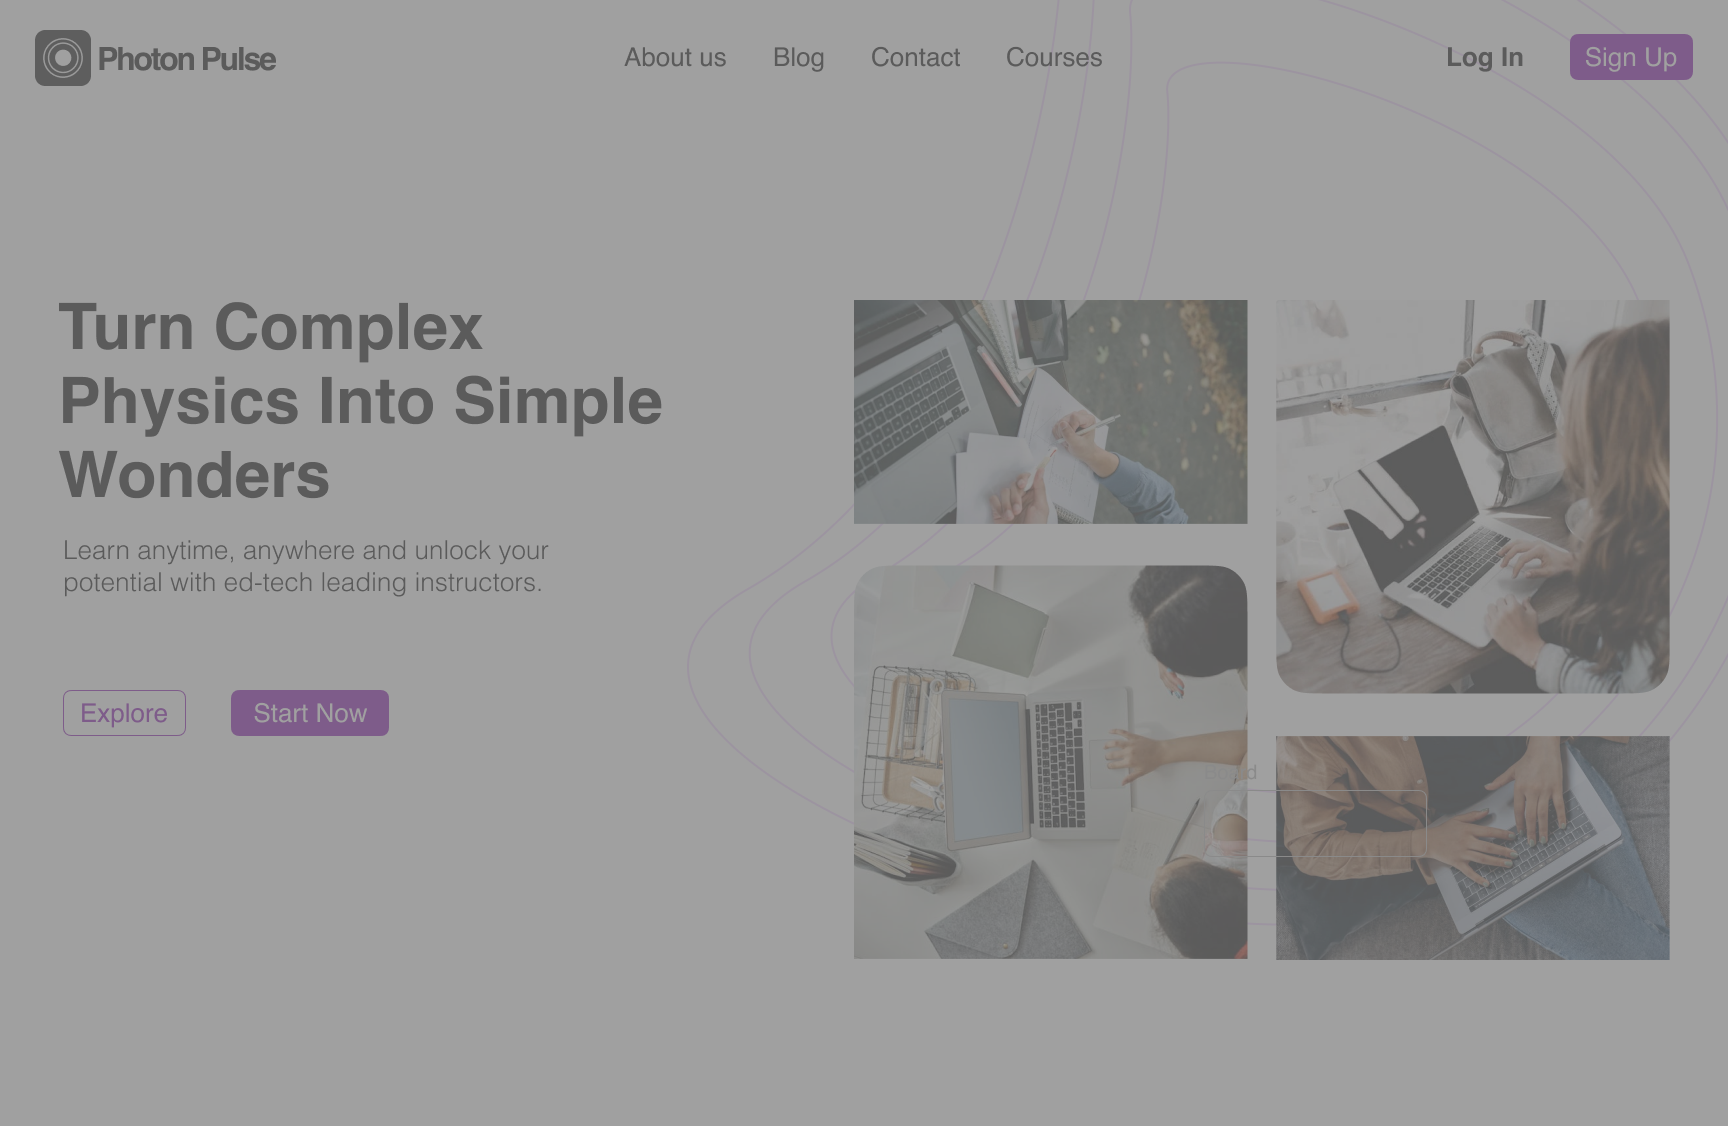 Photon Pulse
About us
Blog
Contact
Courses
Log In
Sign Up
Turn Complex
Physics Into Simple
Wonders
Learn anytime, anywhere and unlock your
potential with ed-tech leading instructors.
Explore
Start Now